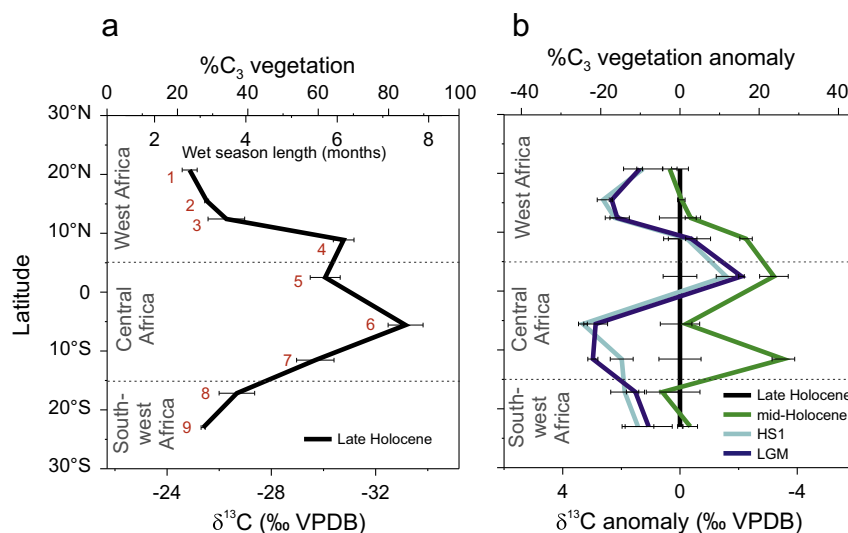 a
%C₃ vegetation
0 20 40 60 80 100
30°N
2 4 6 8
Wet season length (months)
20°N
10°N
0
10°S
20°S
30°S
Latitude
West Africa
Central
Africa
South-
west Africa
1
2
3
4
5
6
7
8
9
Late Holocene
-24 -28 -32
δ¹³C (‰ VPDB)
b
%C₃ vegetation anomaly
-40 -20 0 20 40
West Africa
Central
Africa
South-
west Africa
Late Holocene
mid-Holocene
HS1
LGM
4 0 -4
δ¹³C anomaly (‰ VPDB)